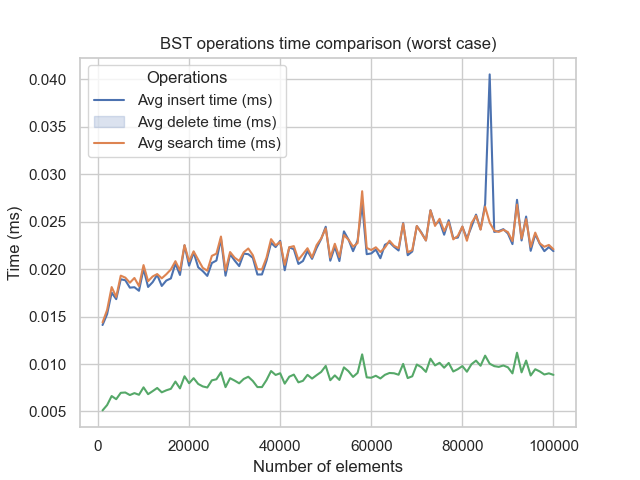 BST operations time comparison (worst case)
Operations
Avg insert time (ms)
Avg delete time (ms)
Avg search time (ms)
Time (ms)
0.040
0.035
0.030
0.025
0.020
0.015
0.010
0.005
0
20000
40000
60000
80000
100000
Number of elements